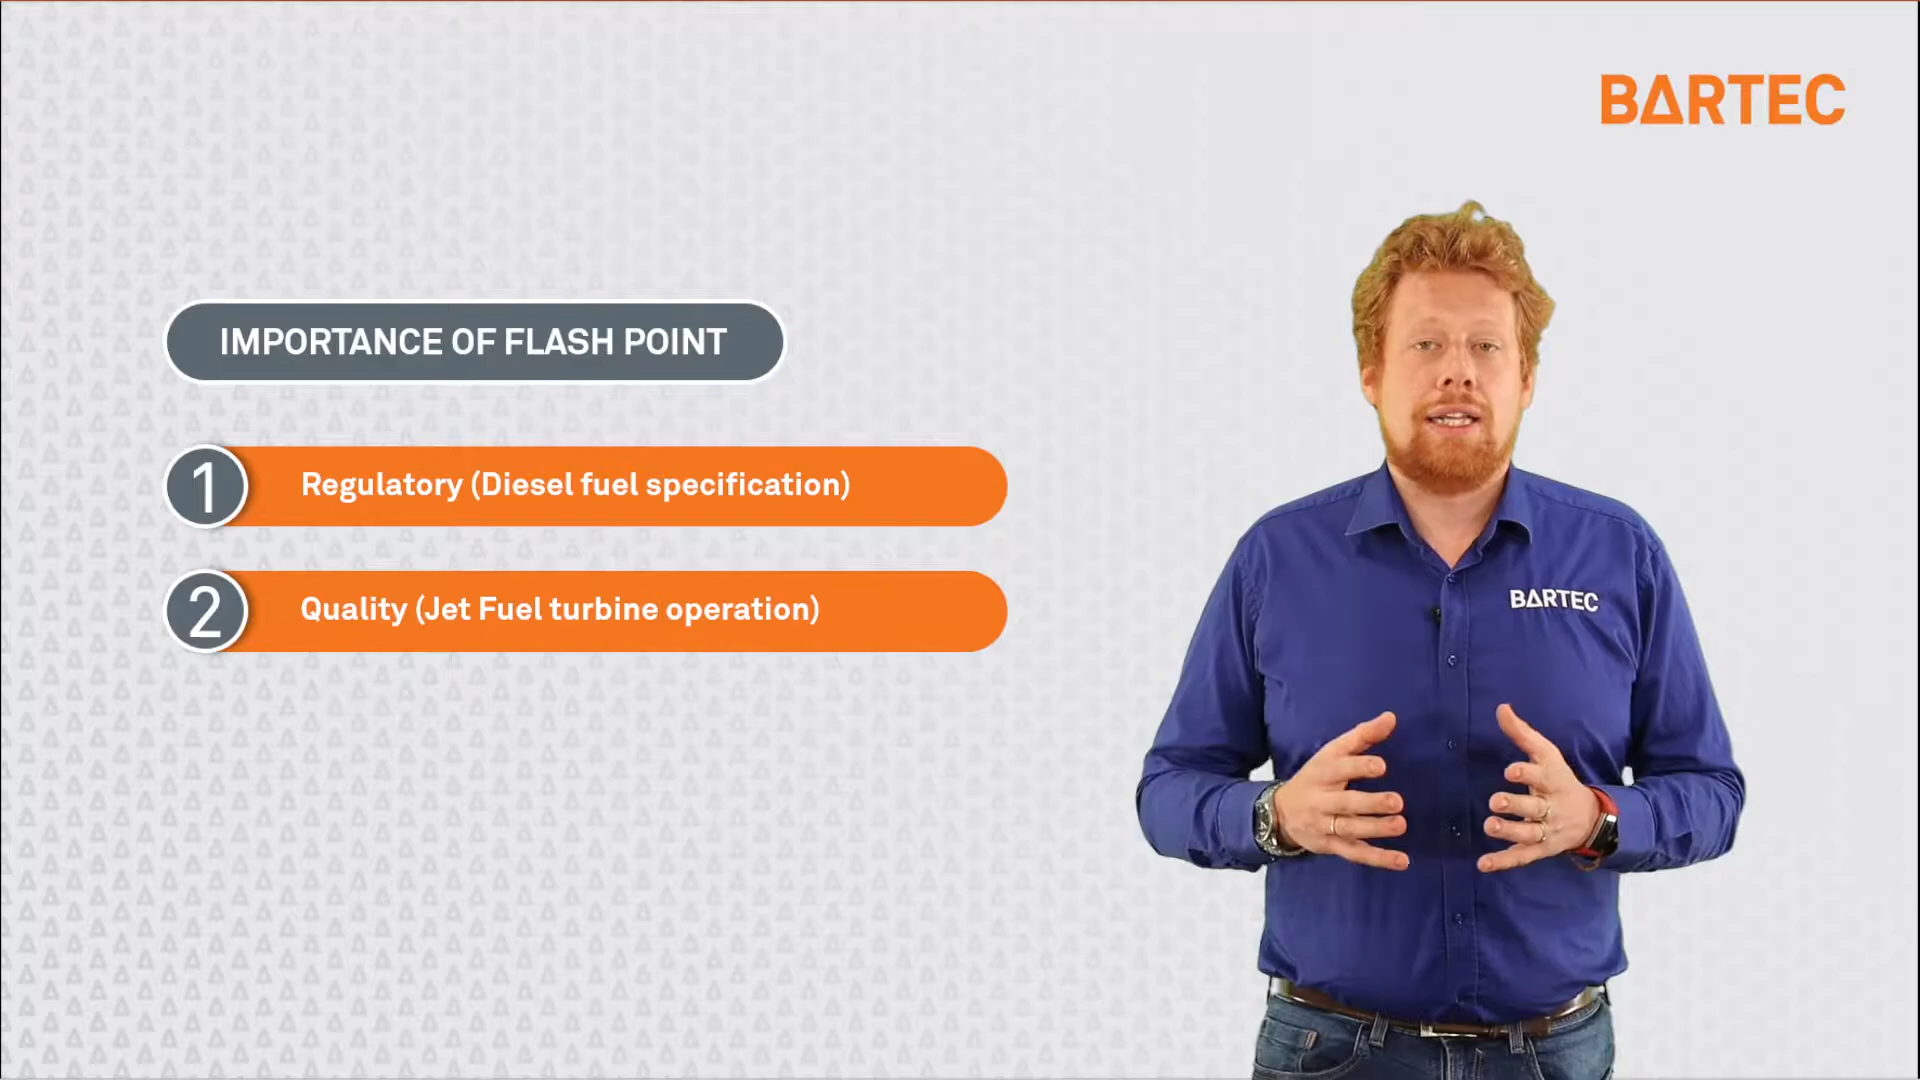 BARTEC
IMPORTANCE OF FLASH POINT
1 Regulatory (Diesel fuel specification)
2 Quality (Jet Fuel turbine operation)
BARTEC